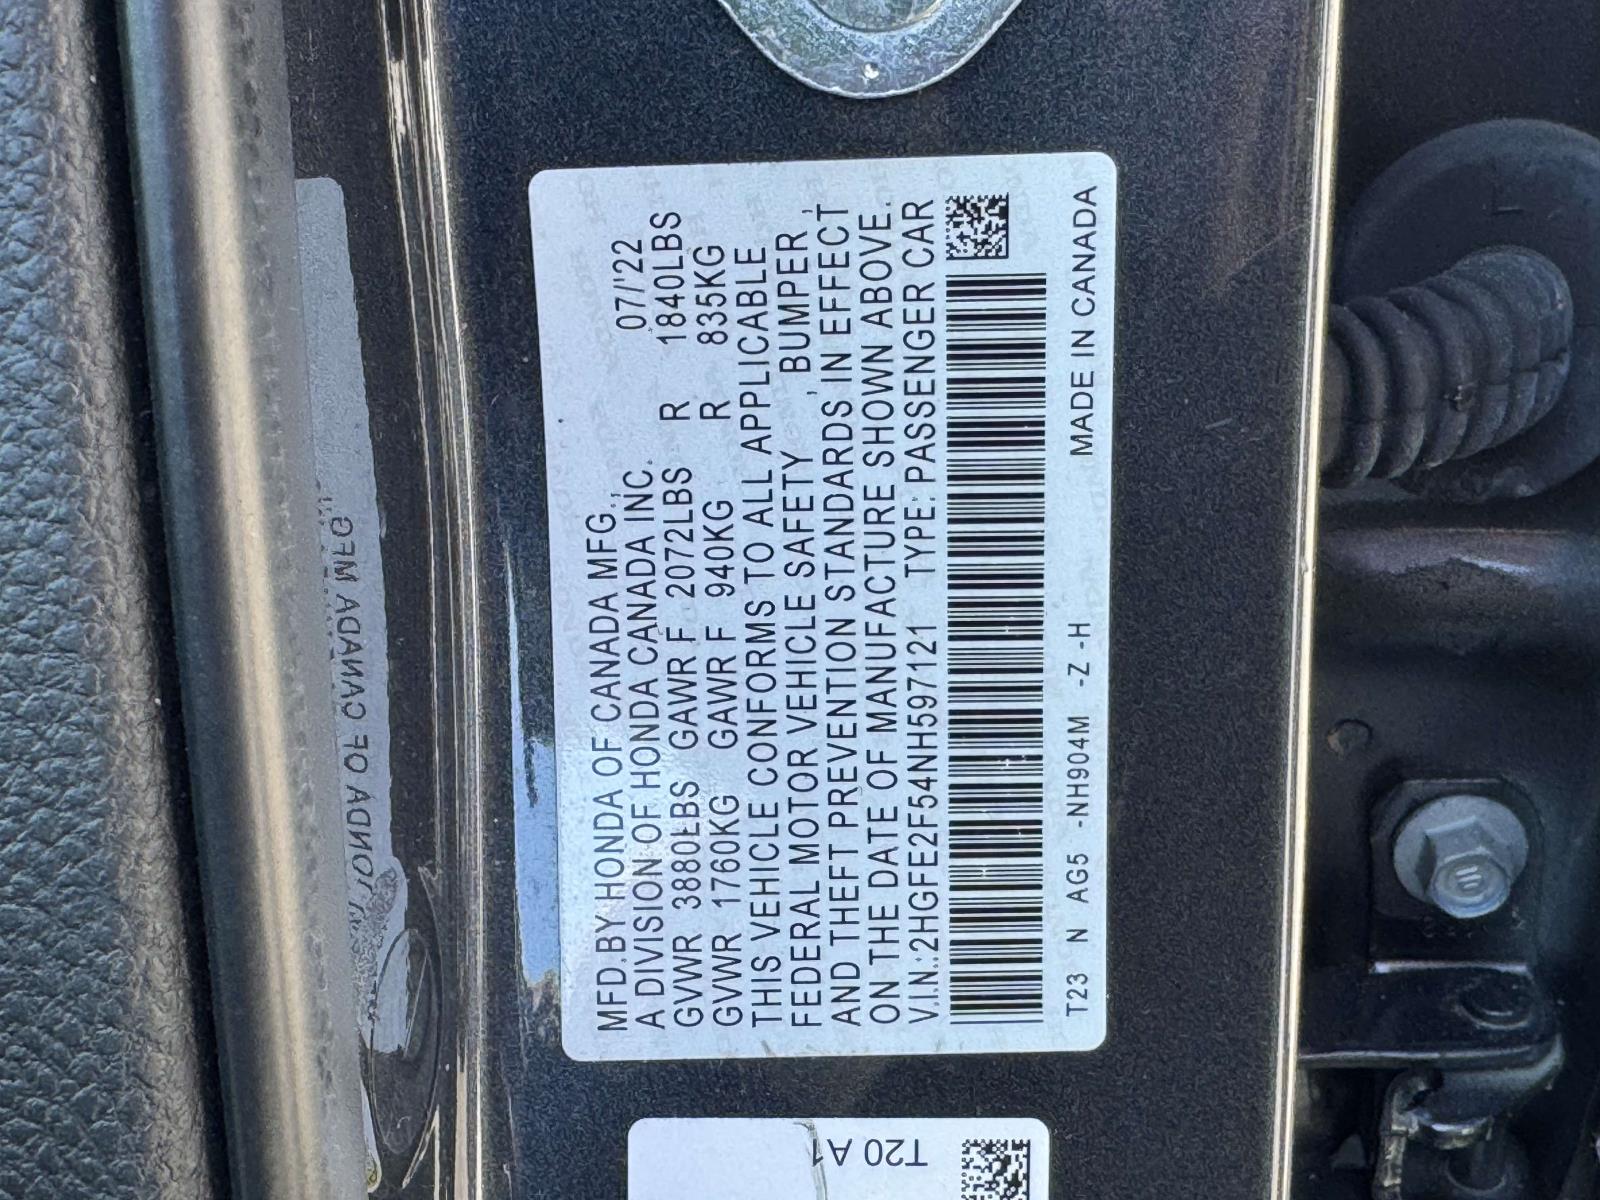 MFD.BY HONDA OF CANADA MFG.,
A DIVISION OF HONDA CANADA INC. 07/'22
GVWR 3880LBS GAWR F 2072LBS R 1840LBS
GVWR 1760KG GAWR F 940KG R 835KG
THIS VEHICLE CONFORMS TO ALL APPLICABLE
FEDERAL MOTOR VEHICLE SAFETY , BUMPER,
AND THEFT PREVENTION STANDARDS IN EFFECT
ON THE DATE OF MANUFACTURE SHOWN ABOVE.
V.I.N.:2HGFE2F54NH597121 TYPE:PASSENGER CAR
T23 N AG5 -NH904M -Z -H MADE IN CANADA
T20 A1